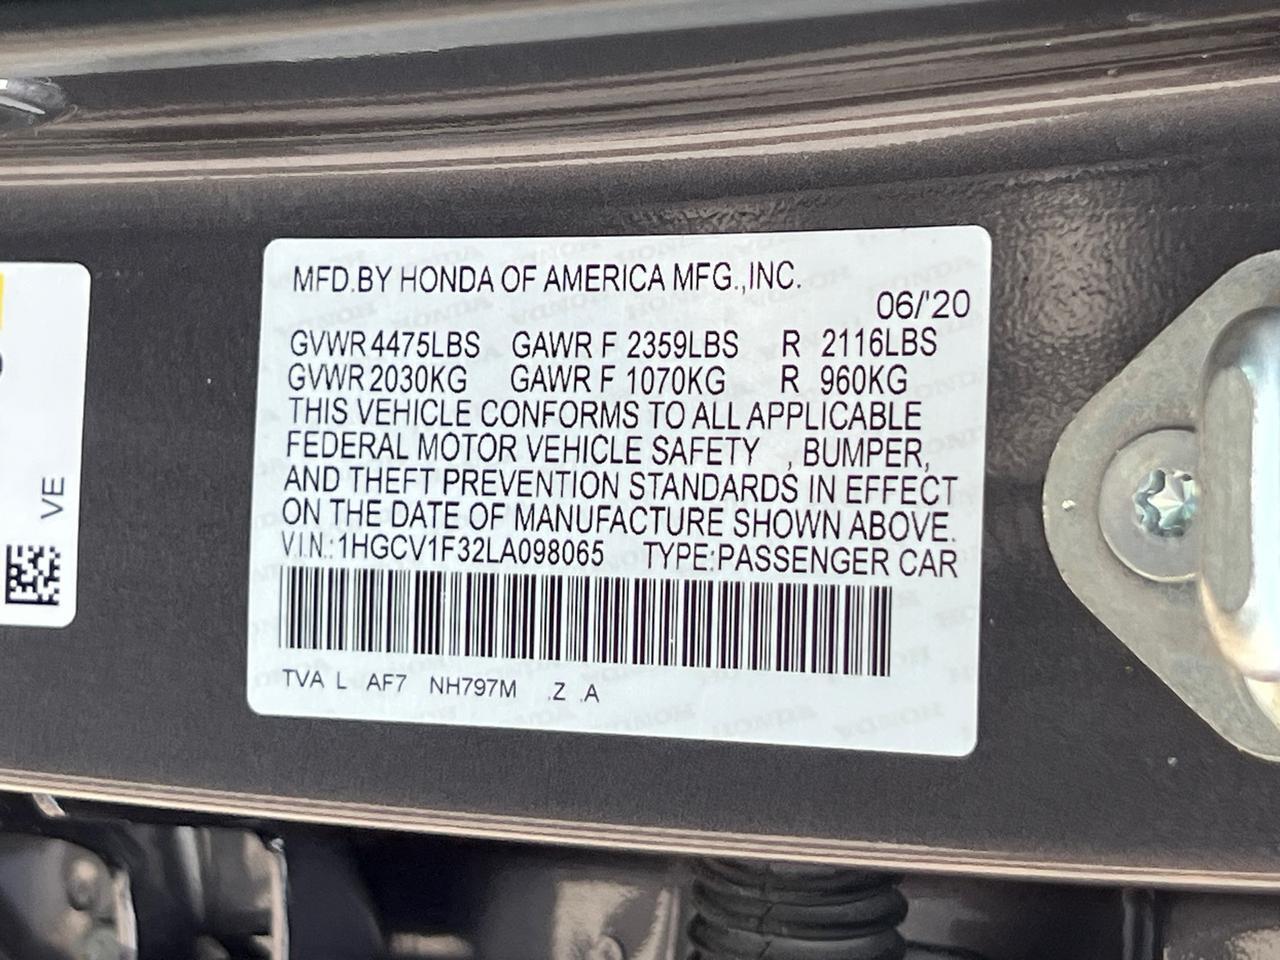 MFD.BY HONDA OF AMERICA MFG.,INC.
06/'20
GVWR 4475LBS GAWR F 2359LBS R 2116LBS
GVWR 2030KG GAWR F 1070KG R 960KG
THIS VEHICLE CONFORMS TO ALL APPLICABLE
FEDERAL MOTOR VEHICLE SAFETY , BUMPER,
AND THEFT PREVENTION STANDARDS IN EFFECT
ON THE DATE OF MANUFACTURE SHOWN ABOVE.
V.I.N.:1HGCV1F32LA098065 TYPE:PASSENGER CAR
TVA L AF7 NH797M .Z .A
VE